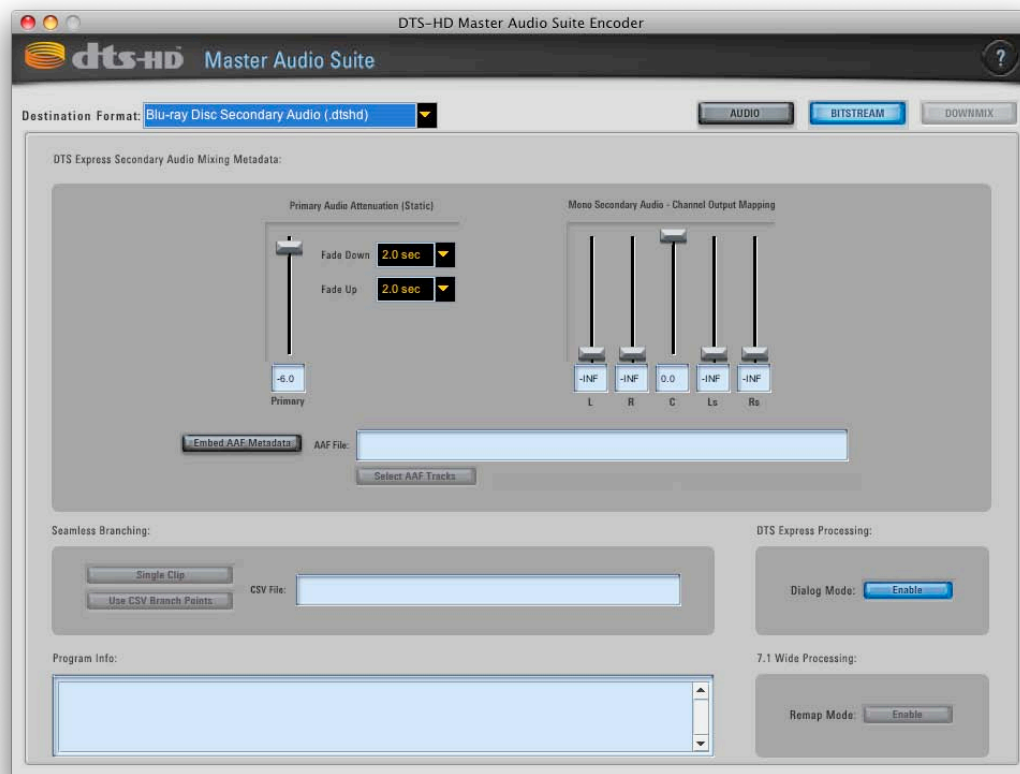 DTS-HD Master Audio Suite Encoder
dts-HD Master Audio Suite
?
Destination Format: Blu-ray Disc Secondary Audio (.dtshd)
AUDIO
BITSTREAM
DOWNMIX
DTS Express Secondary Audio Mixing Metadata:
Primary Audio Attenuation (Static)
Mono Secondary Audio - Channel Output Mapping
Fade Down 2.0 sec
Fade Up 2.0 sec
-6.0
Primary
-INF -INF 0.0 -INF -INF
L R C Ls Rs
Embed AAF Metadata
AAF File:
Select AAF Tracks
Seamless Branching:
Single Clip
Use CSV Branch Points
CSV File:
DTS Express Processing:
Dialog Mode: Enable
Program Info:
7.1 Wide Processing:
Remap Mode: Enable